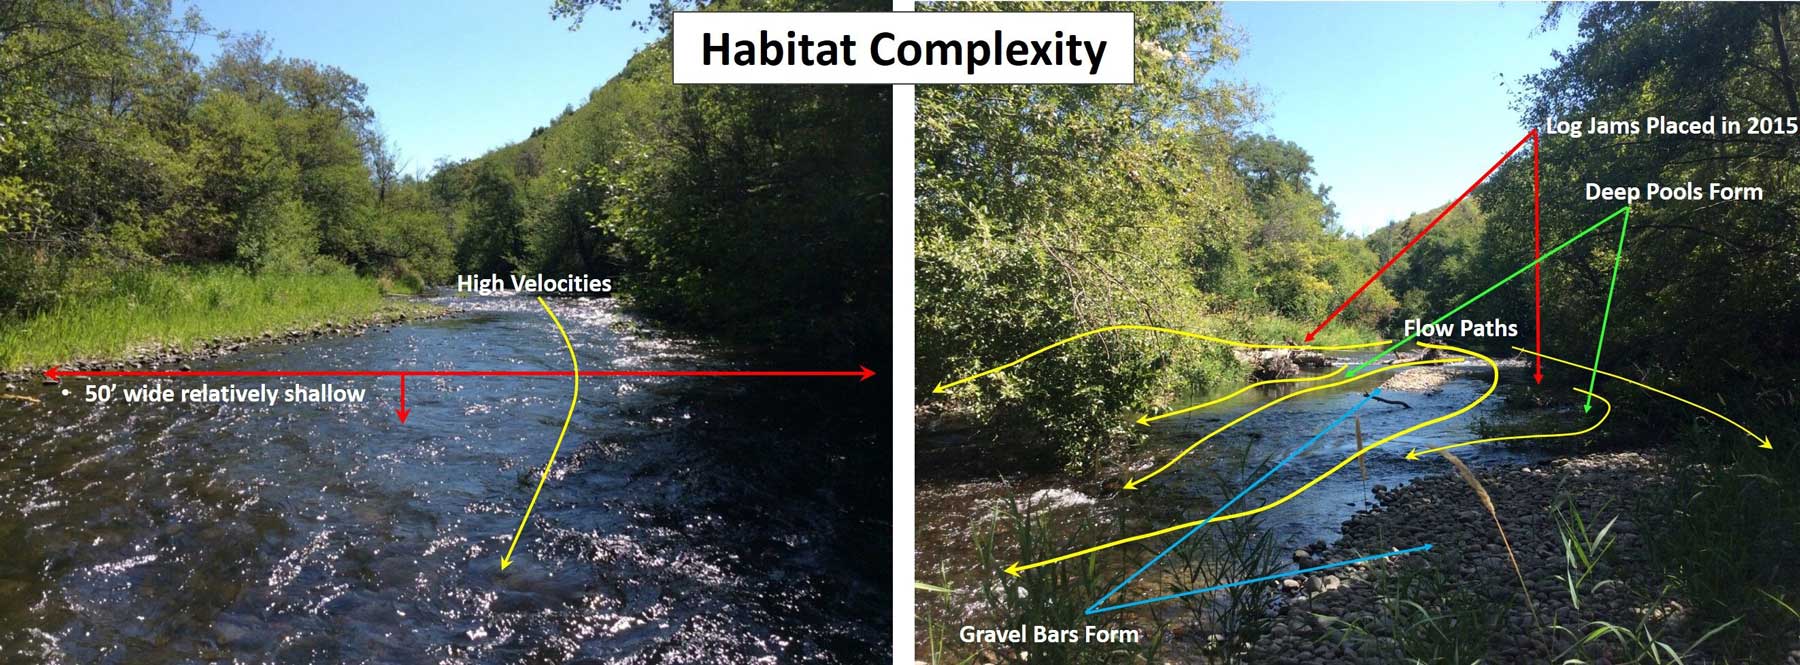 Habitat Complexity
High Velocities
• 50’ wide relatively shallow
Log Jams Placed in 2015
Deep Pools Form
Flow Paths
Gravel Bars Form